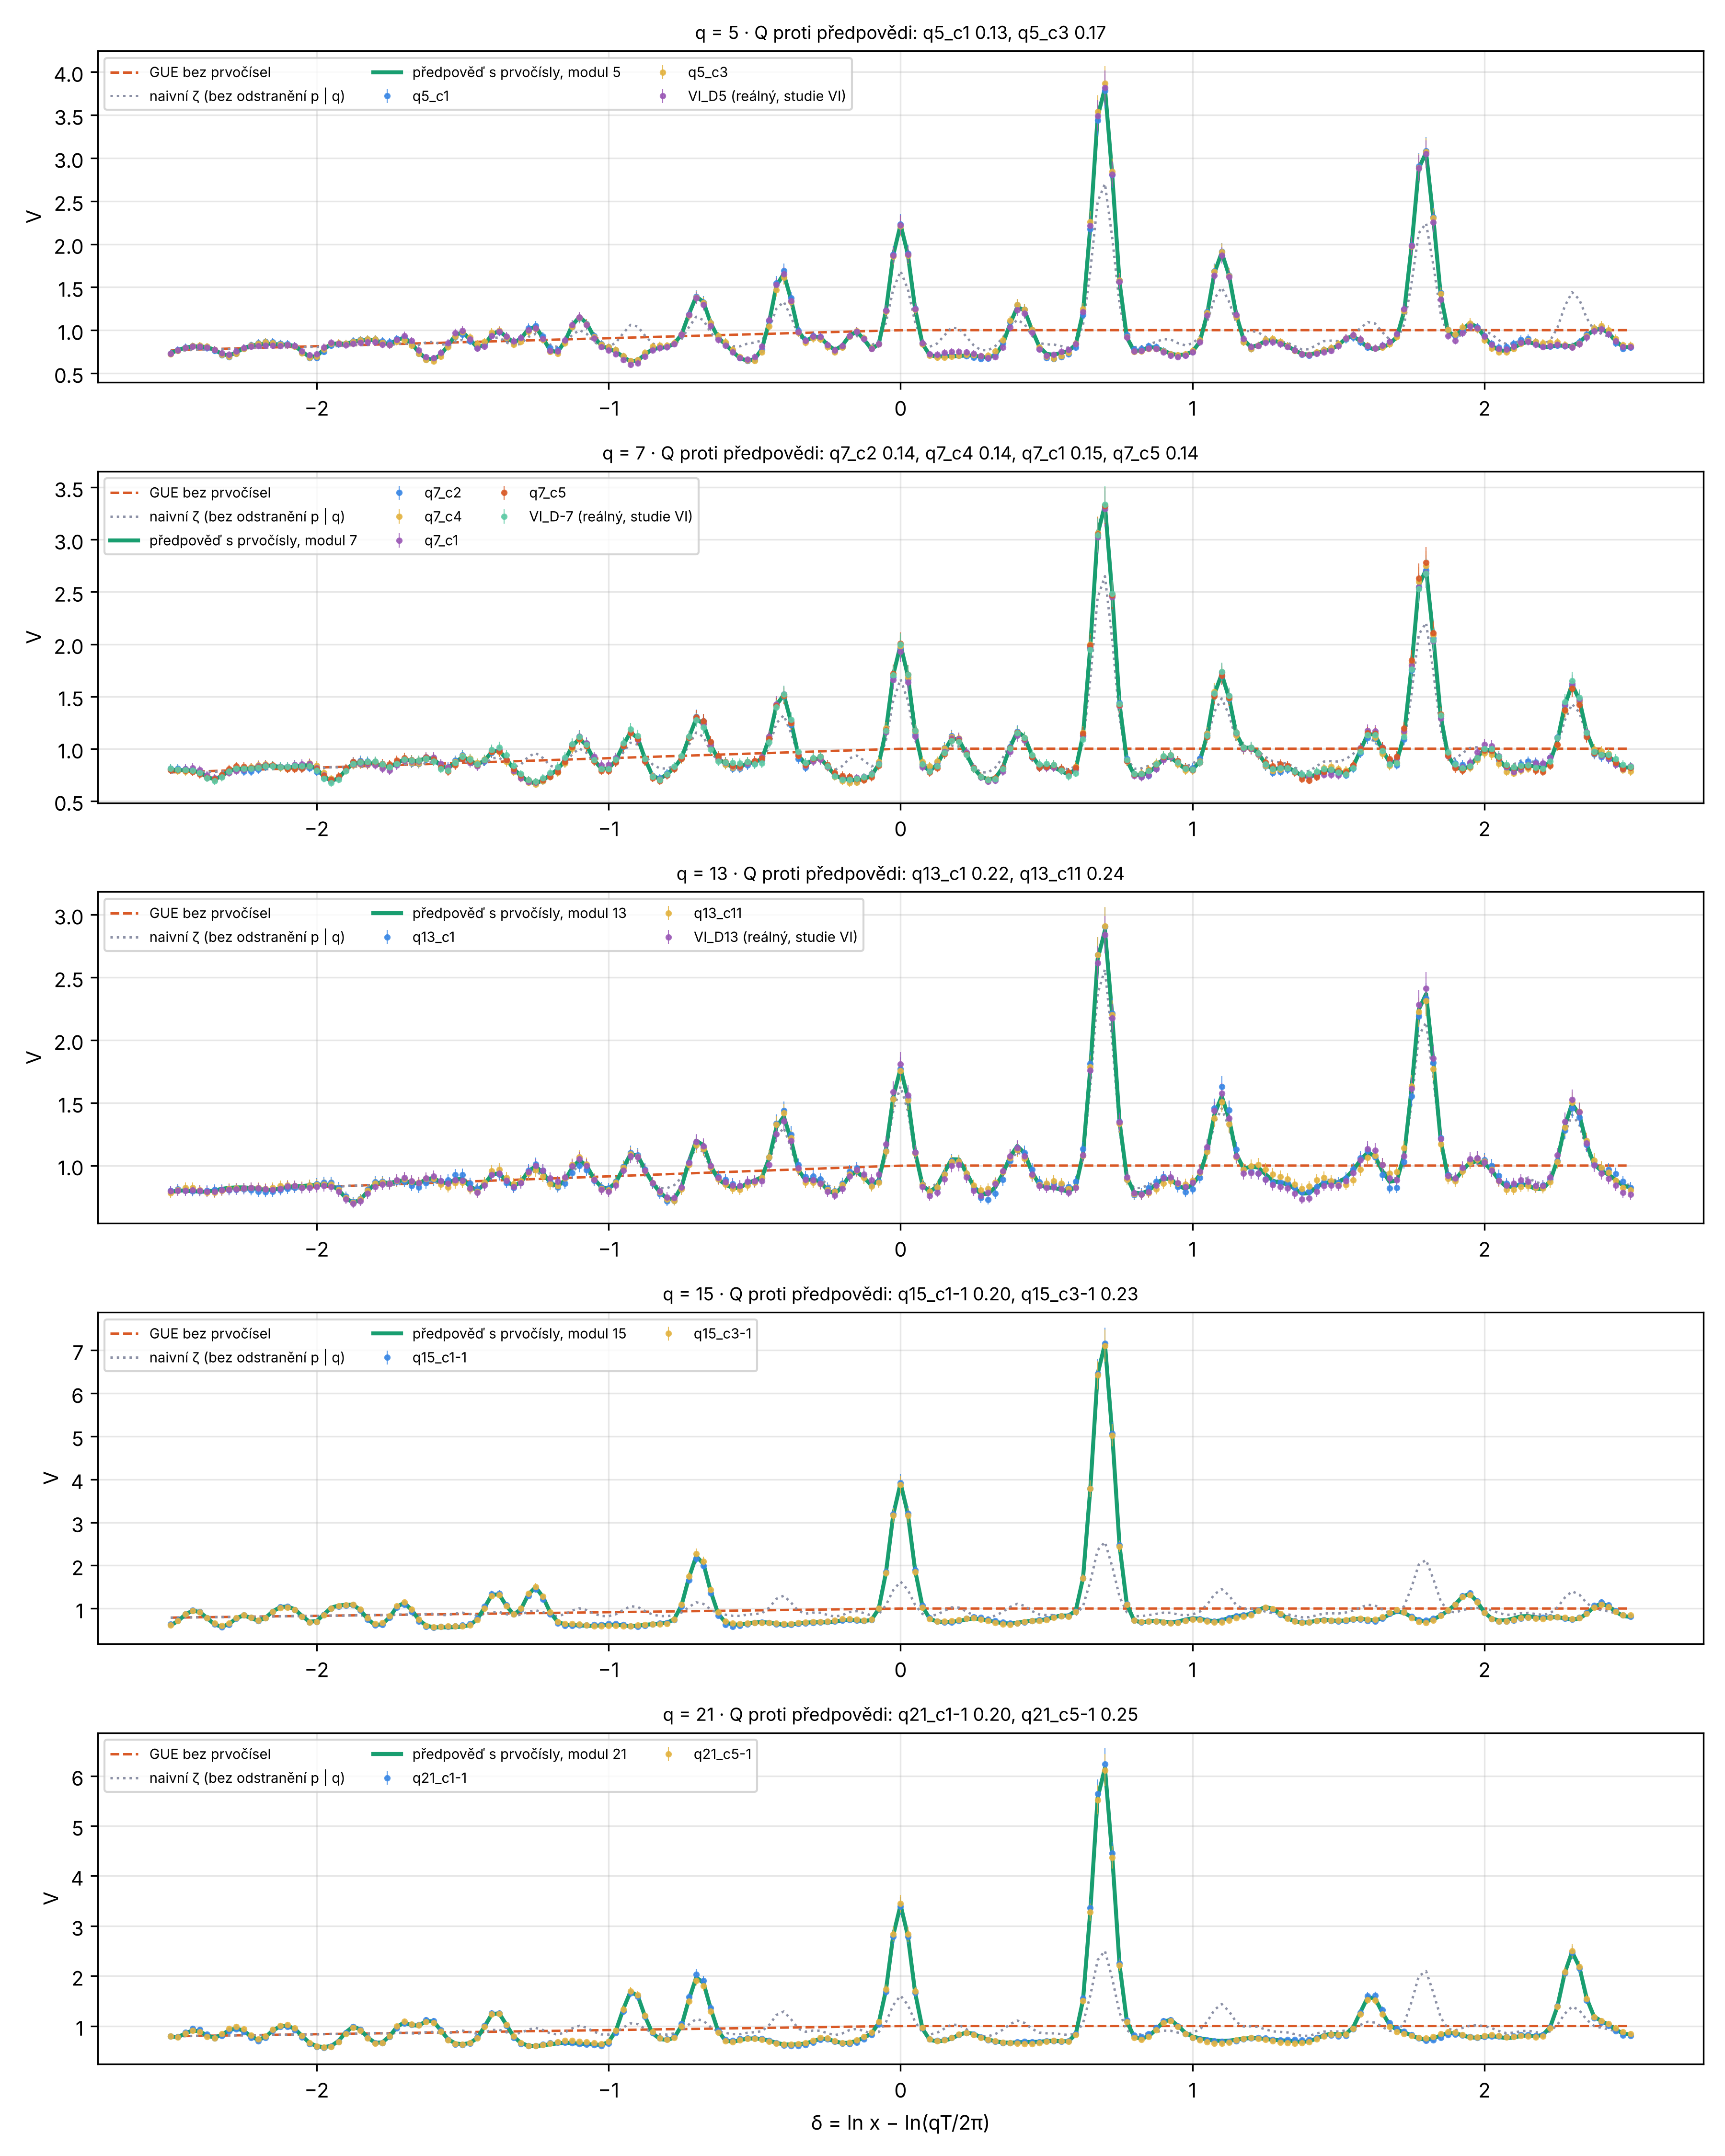 q = 5 · Q proti předpovědi: q5_c1 0.13, q5_c3 0.17
GUE bez prvočísel
naivní ζ (bez odstranění p | q)
předpověď s prvočísly, modul 5
q5_c1
q5_c3
VI_D5 (reálný, studie VI)
V
4.0
3.5
3.0
2.5
2.0
1.5
1.0
0.5
−2 −1 0 1 2
q = 7 · Q proti předpovědi: q7_c2 0.14, q7_c4 0.14, q7_c1 0.15, q7_c5 0.14
GUE bez prvočísel
naivní ζ (bez odstranění p | q)
předpověď s prvočísly, modul 7
q7_c2
q7_c4
q7_c1
q7_c5
VI_D-7 (reálný, studie VI)
V
3.5
3.0
2.5
2.0
1.5
1.0
0.5
−2 −1 0 1 2
q = 13 · Q proti předpovědi: q13_c1 0.22, q13_c11 0.24
GUE bez prvočísel
naivní ζ (bez odstranění p | q)
předpověď s prvočísly, modul 13
q13_c1
q13_c11
VI_D13 (reálný, studie VI)
V
3.0
2.5
2.0
1.5
1.0
−2 −1 0 1 2
q = 15 · Q proti předpovědi: q15_c1-1 0.20, q15_c3-1 0.23
GUE bez prvočísel
naivní ζ (bez odstranění p | q)
předpověď s prvočísly, modul 15
q15_c1-1
q15_c3-1
V
7
6
5
4
3
2
1
−2 −1 0 1 2
q = 21 · Q proti předpovědi: q21_c1-1 0.20, q21_c5-1 0.25
GUE bez prvočísel
naivní ζ (bez odstranění p | q)
předpověď s prvočísly, modul 21
q21_c1-1
q21_c5-1
V
6
5
4
3
2
1
−2 −1 0 1 2
δ = ln x − ln(qT/2π)